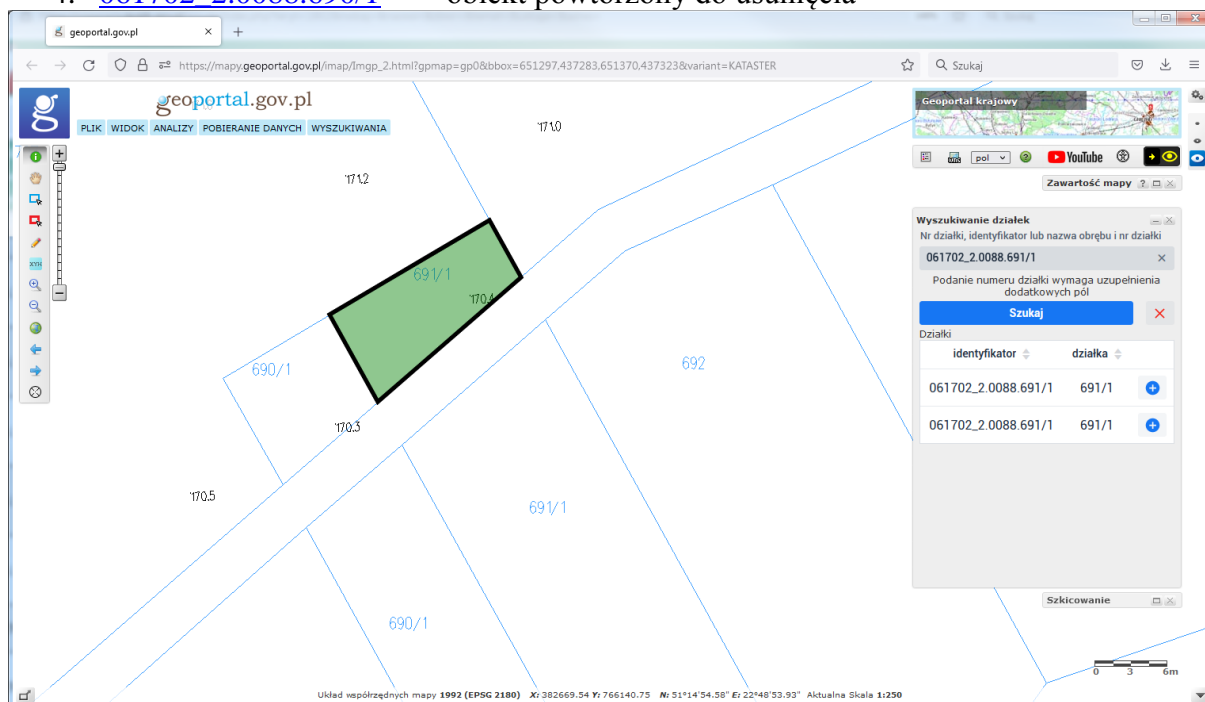 4. 061702_2.0088.690/1 obiekt powtórzony do usunięcia
geoportal.gov.pl × +
https://mapy.geoportal.gov.pl/imap/Imgp_2.html?gpmap=gp0&bbox=651297,437283,651370,437323&variant=KATASTER
Szukaj
geoportal.gov.pl
PLIK WIDOK ANALIZY POBIERANIE DANYCH WYSZUKIWANIA
Geoportal krajowy
pol YouTube
Zawartość mapy
171.0
171.2
691/1
170.4
690/1
692
170.3
170.5
691/1
690/1
Wyszukiwanie działek
Nr działki, identyfikator lub nazwa obrębu i nr działki
061702_2.0088.691/1
Podanie numeru działki wymaga uzupełnienia
dodatkowych pól
Szukaj
Działki
identyfikator działka
061702_2.0088.691/1 691/1
061702_2.0088.691/1 691/1
Szkicowanie
0 3 6m
Układ współrzędnych mapy 1992 (EPSG 2180) X: 382669.54 Y: 766140.75 N: 51°14'54.58" E: 22°48'53.93" Aktualna Skala 1:250